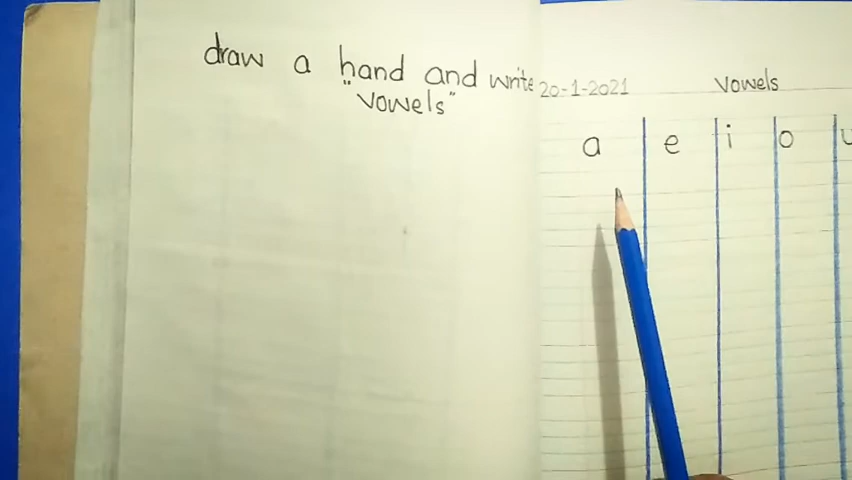 draw a hand and write
"vowels"
20-1-2021 vowels
a e i o u